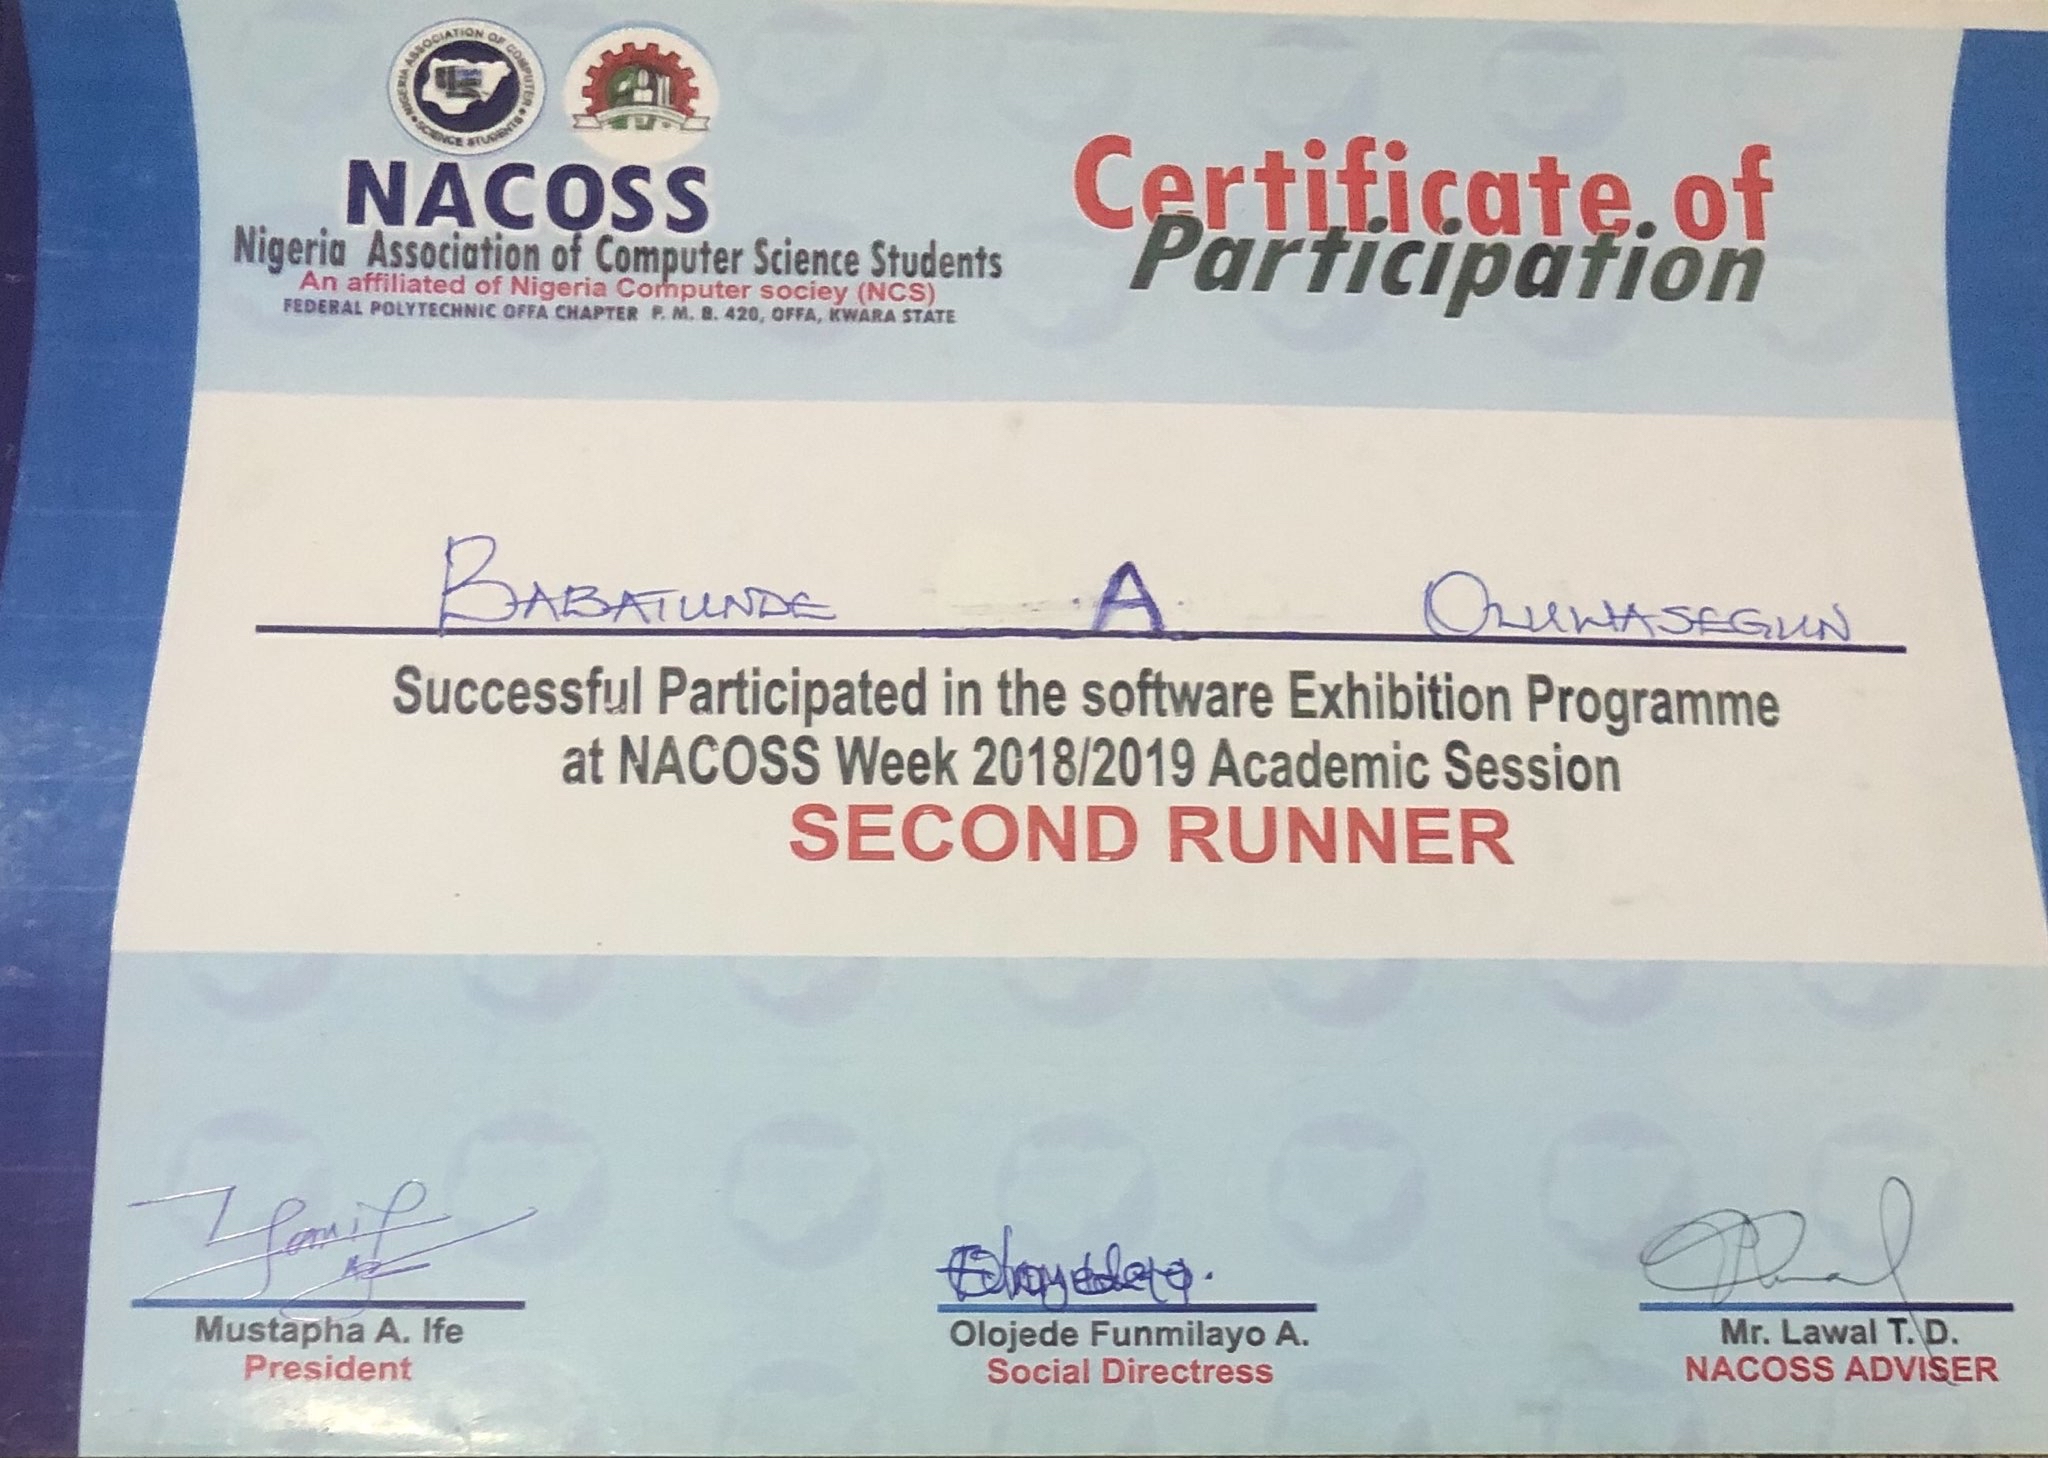 NIGERIA ASSOCIATION OF COMPUTER
SCIENCE STUDENTS
NACOSS
Nigeria Association of Computer Science Students
An affiliated of Nigeria Computer sociey (NCS)
FEDERAL POLYTECHNIC OFFA CHAPTER P. M. B. 420, OFFA, KWARA STATE
Certificate of
Participation
BABATUNDE .A. OLUWASEGUN
Successful Participated in the software Exhibition Programme
at NACOSS Week 2018/2019 Academic Session
SECOND RUNNER
Mustapha A. Ife
President
Olojede Funmilayo A.
Social Directress
Mr. Lawal T. D.
NACOSS ADVISER